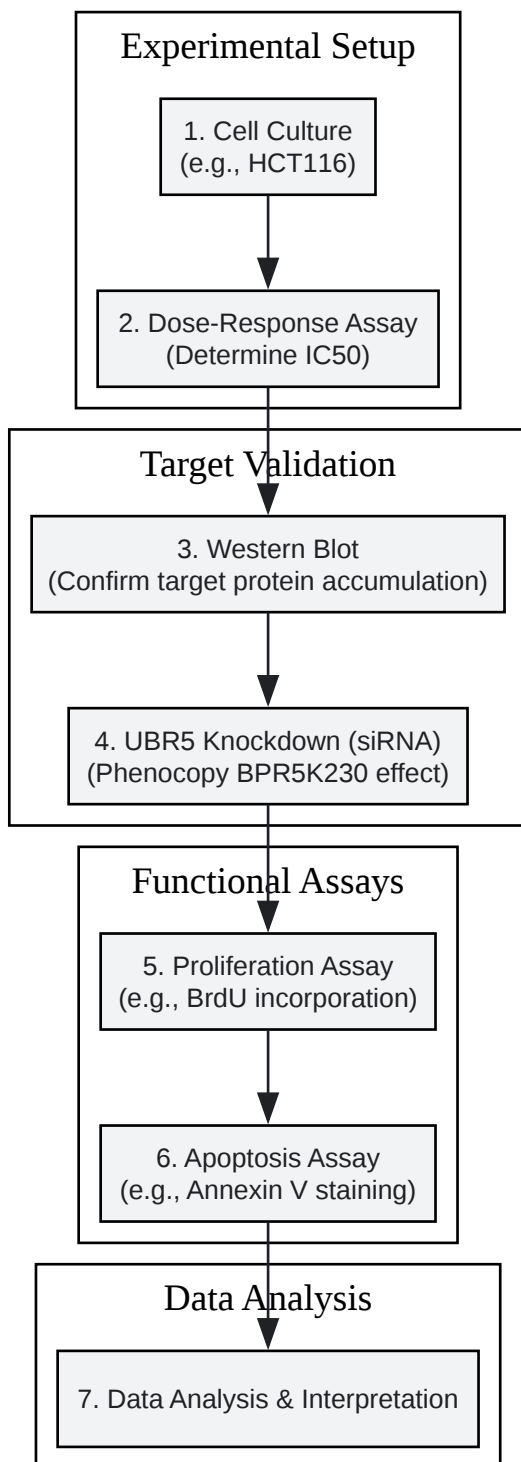 Experimental Setup
1. Cell Culture
(e.g., HCT116)
2. Dose-Response Assay
(Determine IC50)
Target Validation
3. Western Blot
(Confirm target protein accumulation)
4. UBR5 Knockdown (siRNA)
(Phenocopy BPR5K230 effect)
Functional Assays
5. Proliferation Assay
(e.g., BrdU incorporation)
6. Apoptosis Assay
(e.g., Annexin V staining)
Data Analysis
7. Data Analysis & Interpretation